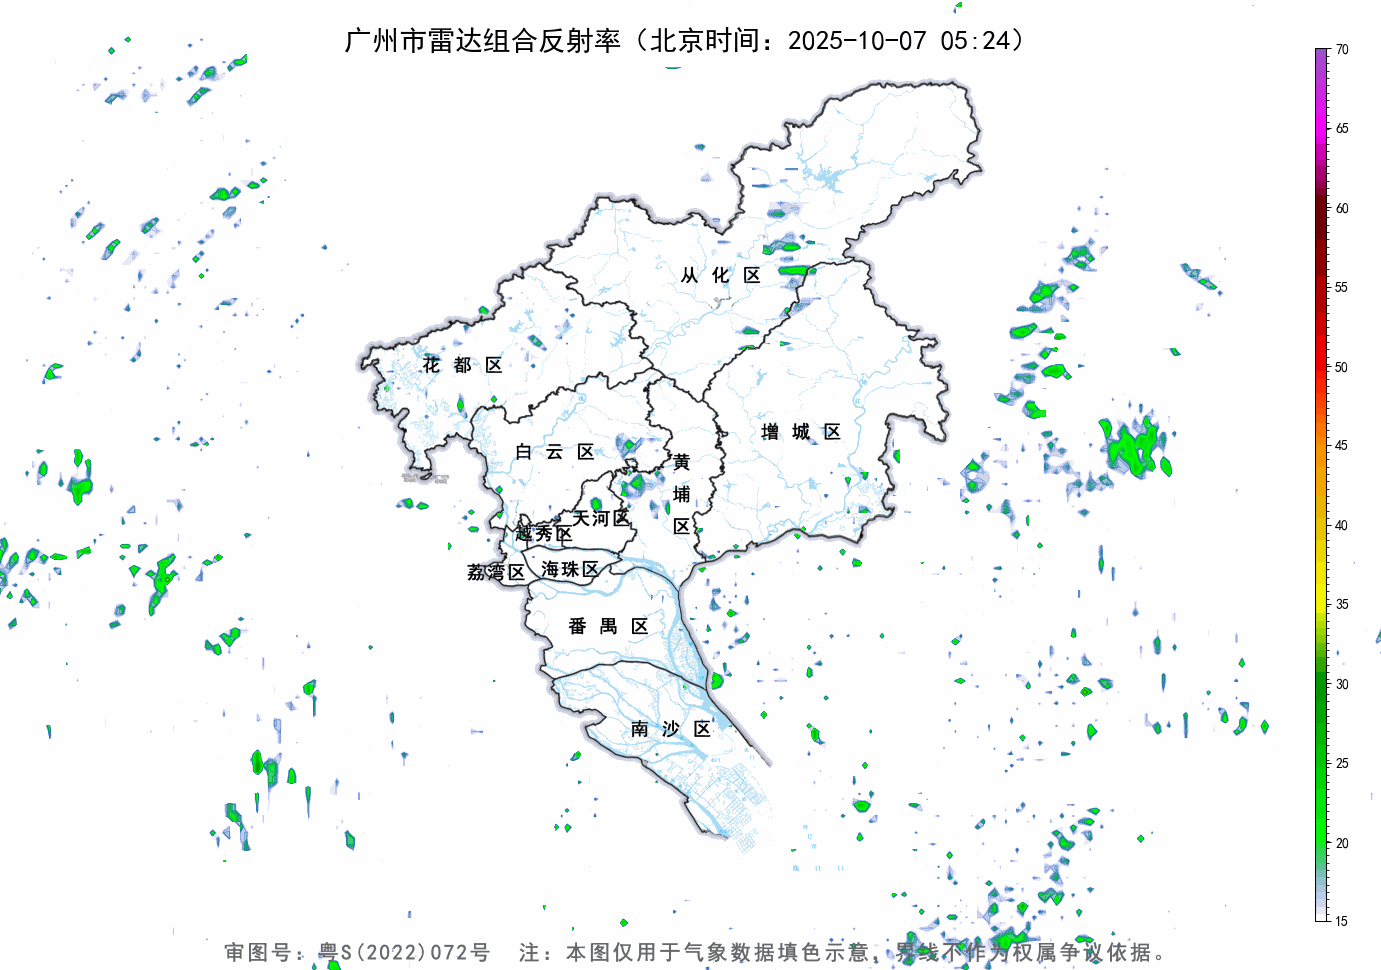 广州市雷达组合反射率（北京时间：2025-10-07 05:24）
70
65
60
55
50
45
40
35
30
25
20
15
从化区
花都区
增城区
白云区
黄埔区
天河区
越秀区
海珠区
荔湾区
番禺区
南沙区
审图号：粤S(2022)072号 注：本图仅用于气象数据填色示意，界线不作为权属争议依据。